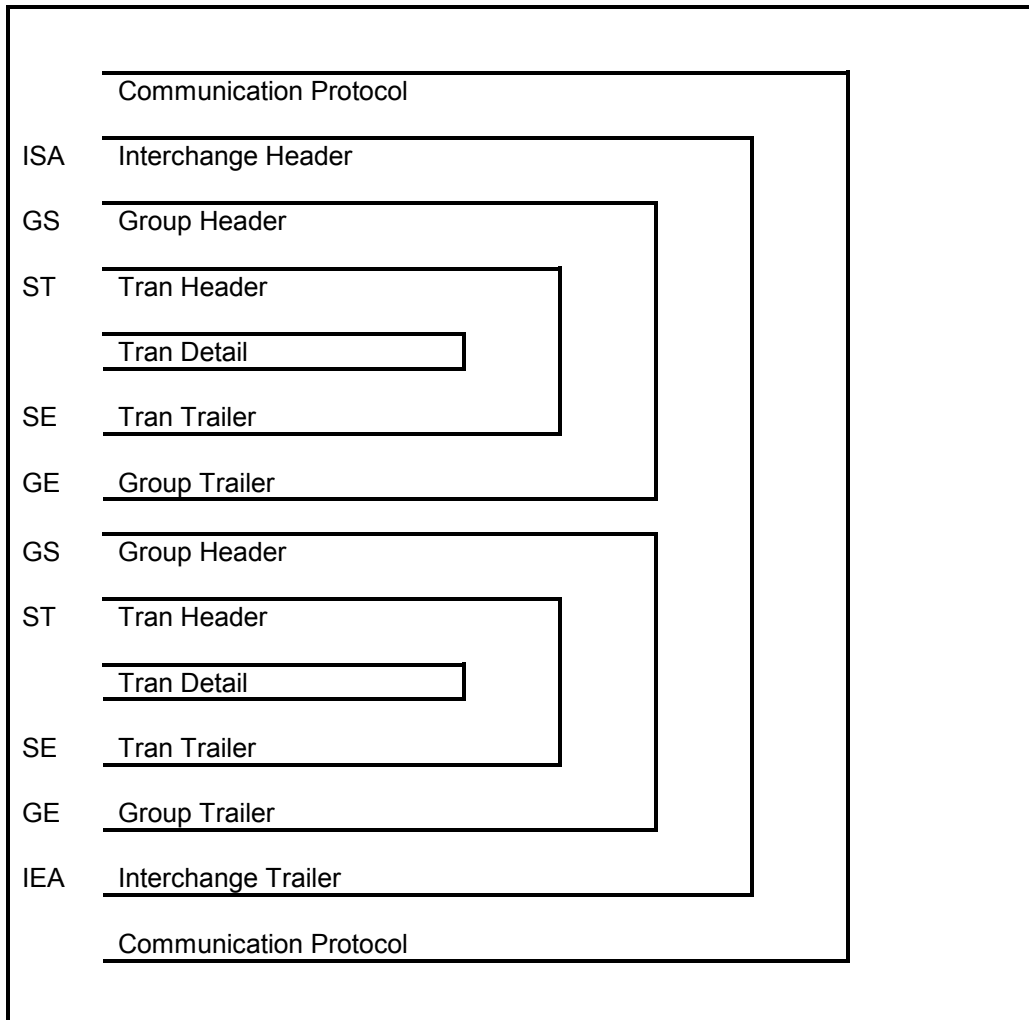 Communication Protocol
ISA Interchange Header
GS Group Header
ST Tran Header
Tran Detail
SE Tran Trailer
GE Group Trailer
GS Group Header
ST Tran Header
Tran Detail
SE Tran Trailer
GE Group Trailer
IEA Interchange Trailer
Communication Protocol